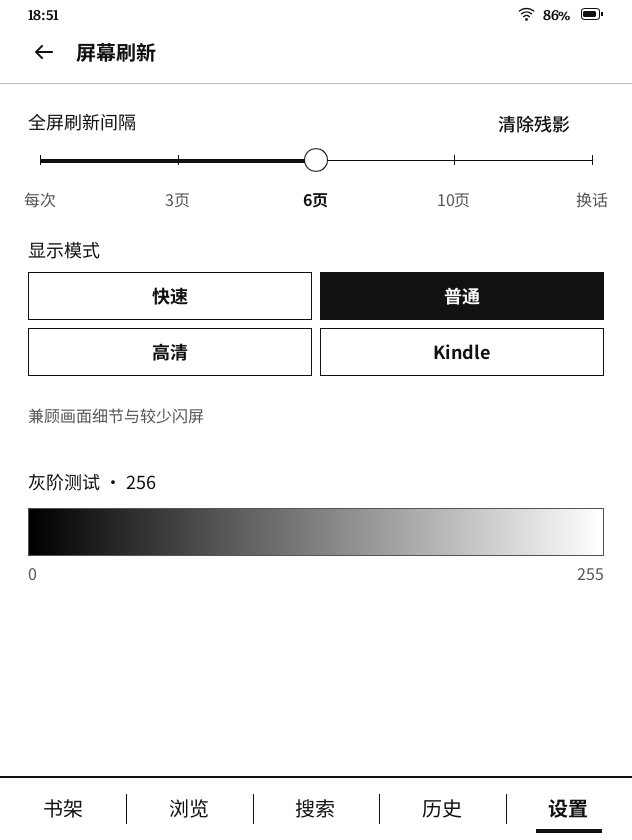 18:51 86%
屏幕刷新
全屏刷新间隔 清除残影
每次 3页 6页 10页 换话
显示模式
快速 普通
高清 Kindle
兼顾画面细节与较少闪屏
灰阶测试 · 256
0 255
书架 浏览 搜索 历史 设置